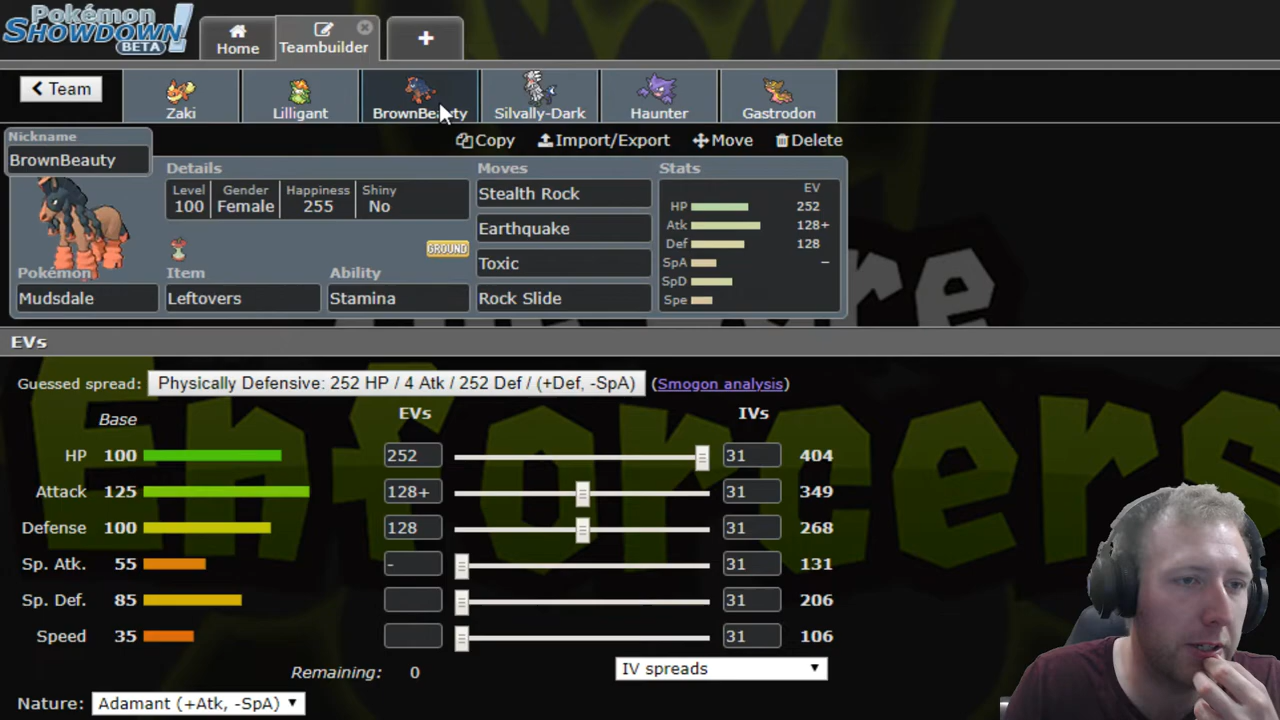 Pokémon
SHOWDOWN!
BETA
Home
Teambuilder
+
Team
Zaki
Lilligant
BrownBeauty
Silvally-Dark
Haunter
Gastrodon
Copy
Import/Export
Move
Delete
Nickname
BrownBeauty
Details
Level
100
Gender
Female
Happiness
255
Shiny
No
GROUND
Pokémon
Mudsdale
Item
Leftovers
Ability
Stamina
Moves
Stealth Rock
Earthquake
Toxic
Rock Slide
Stats
EV
HP 252
Atk 128+
Def 128
SpA –
SpD
Spe
EVs
Guessed spread: Physically Defensive: 252 HP / 4 Atk / 252 Def / (+Def, -SpA) (Smogon analysis)
Base EVs IVs
HP 100 252 31 404
Attack 125 128+ 31 349
Defense 100 128 31 268
Sp. Atk. 55 - 31 131
Sp. Def. 85 31 206
Speed 35 31 106
Remaining: 0 IV spreads
Nature: Adamant (+Atk, -SpA)
Enforcers